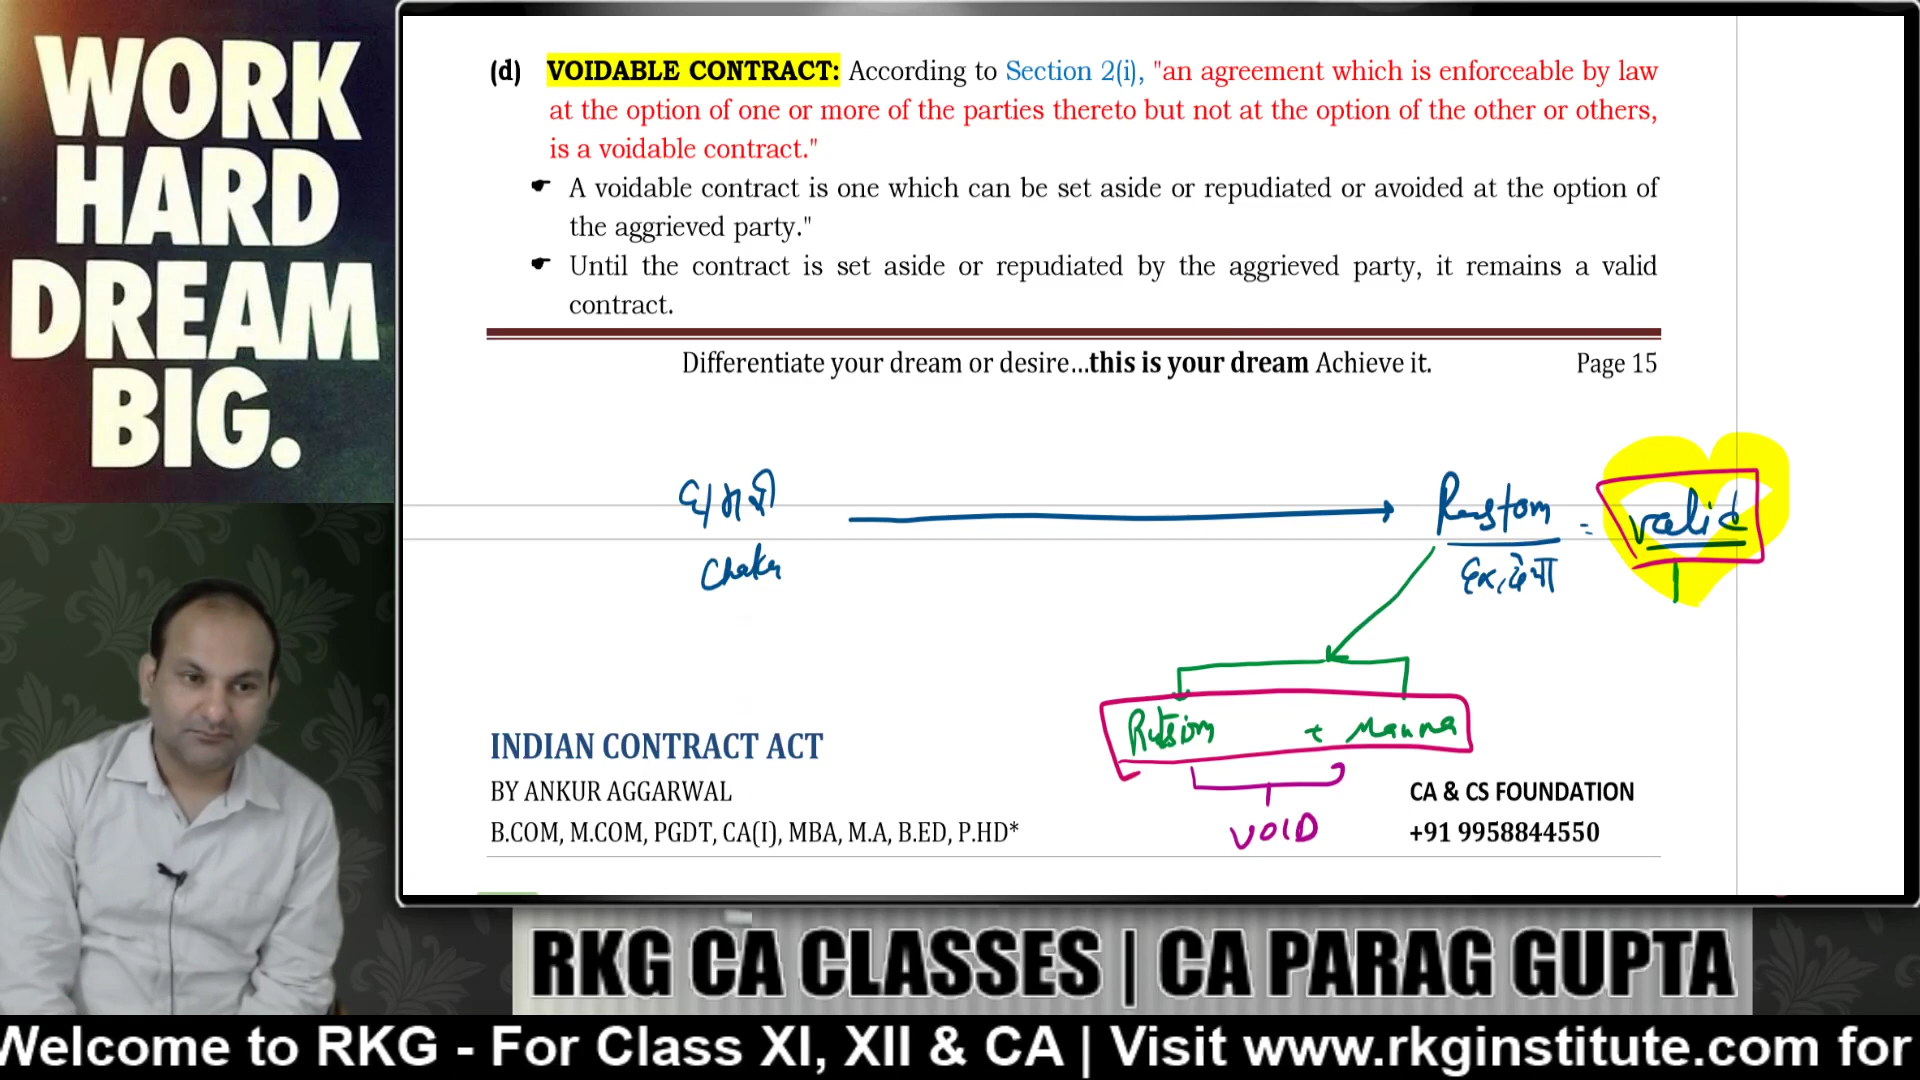 WORK
HARD
DREAM
BIG.
(d) VOIDABLE CONTRACT: According to Section 2(i), "an agreement which is enforceable by law
at the option of one or more of the parties thereto but not at the option of the other or others,
is a voidable contract."
A voidable contract is one which can be set aside or repudiated or avoided at the option of
the aggrieved party."
Until the contract is set aside or repudiated by the aggrieved party, it remains a valid
contract.
Differentiate your dream or desire...this is your dream Achieve it. Page 15
Rustom = valid
+ Manna
VOID
INDIAN CONTRACT ACT
BY ANKUR AGGARWAL
B.COM, M.COM, PGDT, CA(I), MBA, M.A, B.ED, P.HD*
CA & CS FOUNDATION
+91 9958844550
RKG CA CLASSES | CA PARAG GUPTA
Welcome to RKG - For Class XI, XII & CA | Visit www.rkginstitute.com for